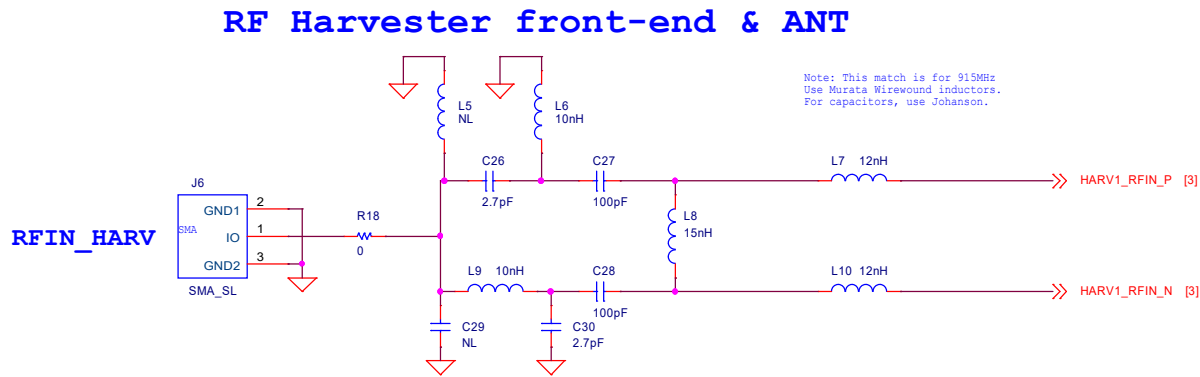 RF Harvester front-end & ANT
Note: This match is for 915MHz
Use Murata Wirewound inductors.
For capacitors, use Johanson.
L5
NL
L6
10nH
C26
2.7pF
C27
100pF
L7 12nH
HARV1_RFIN_P [3]
J6
GND1
2
SMA
IO
1
GND2
3
SMA_SL
RFIN_HARV
R18
0
L8
15nH
L9 10nH
C28
100pF
L10 12nH
HARV1_RFIN_N [3]
C29
NL
C30
2.7pF